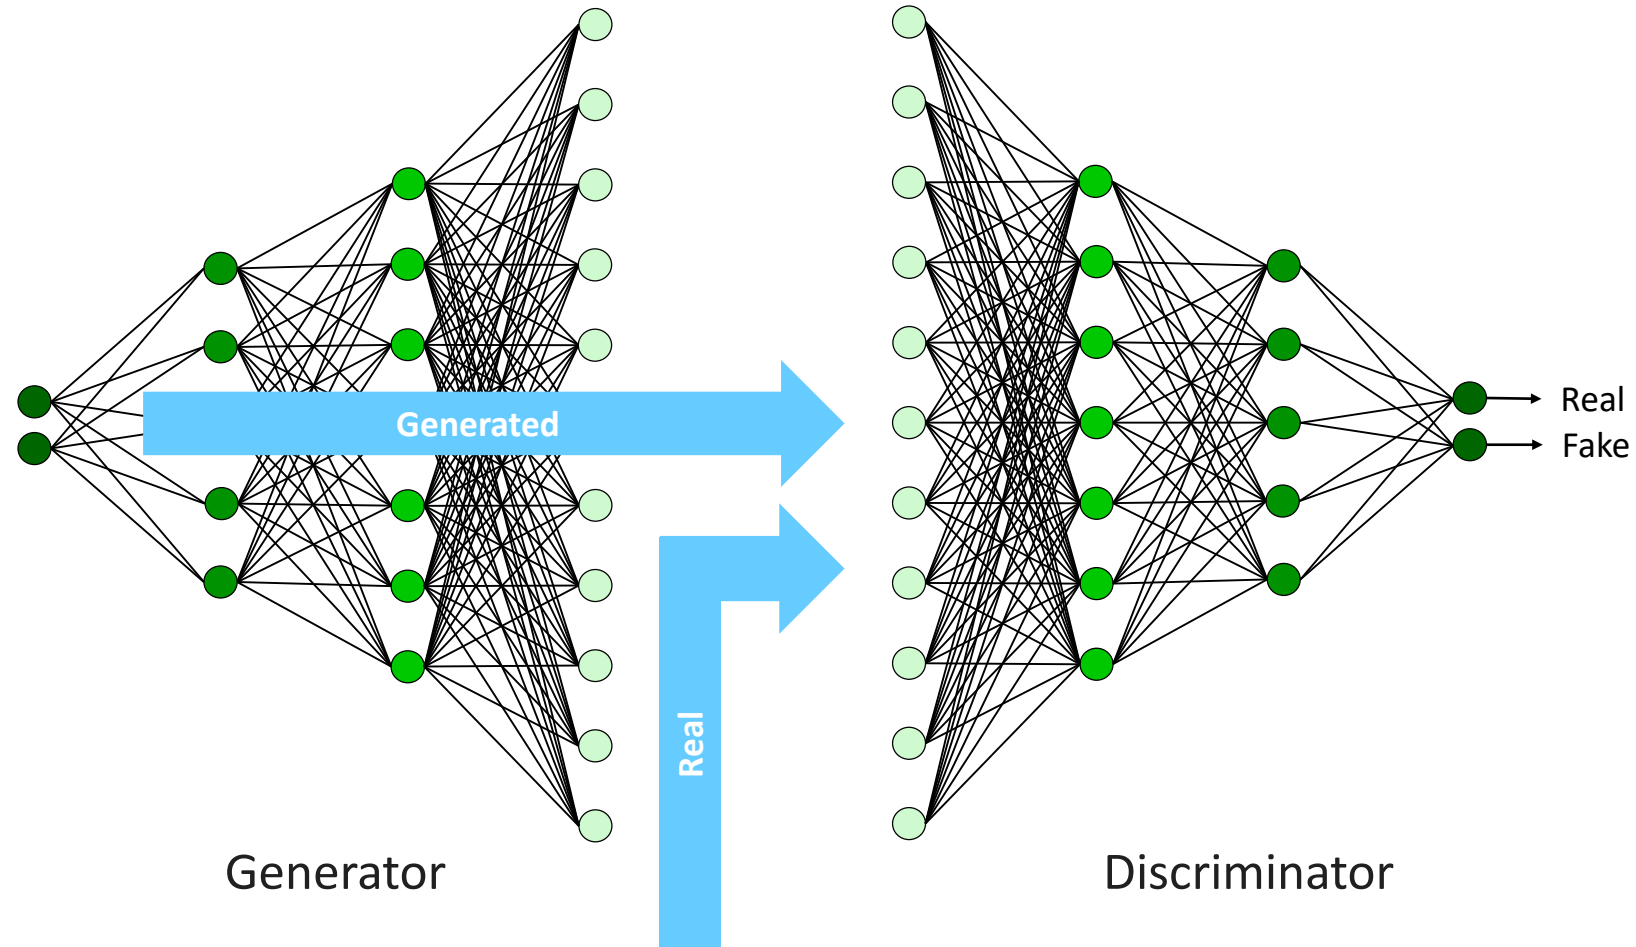 Generated
Real
Real
Fake
Generator
Discriminator